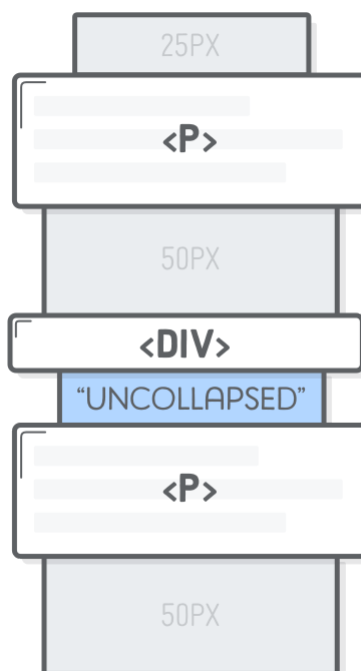 25PX
<P>
50PX
<DIV>
“UNCOLLAPSED”
<P>
50PX